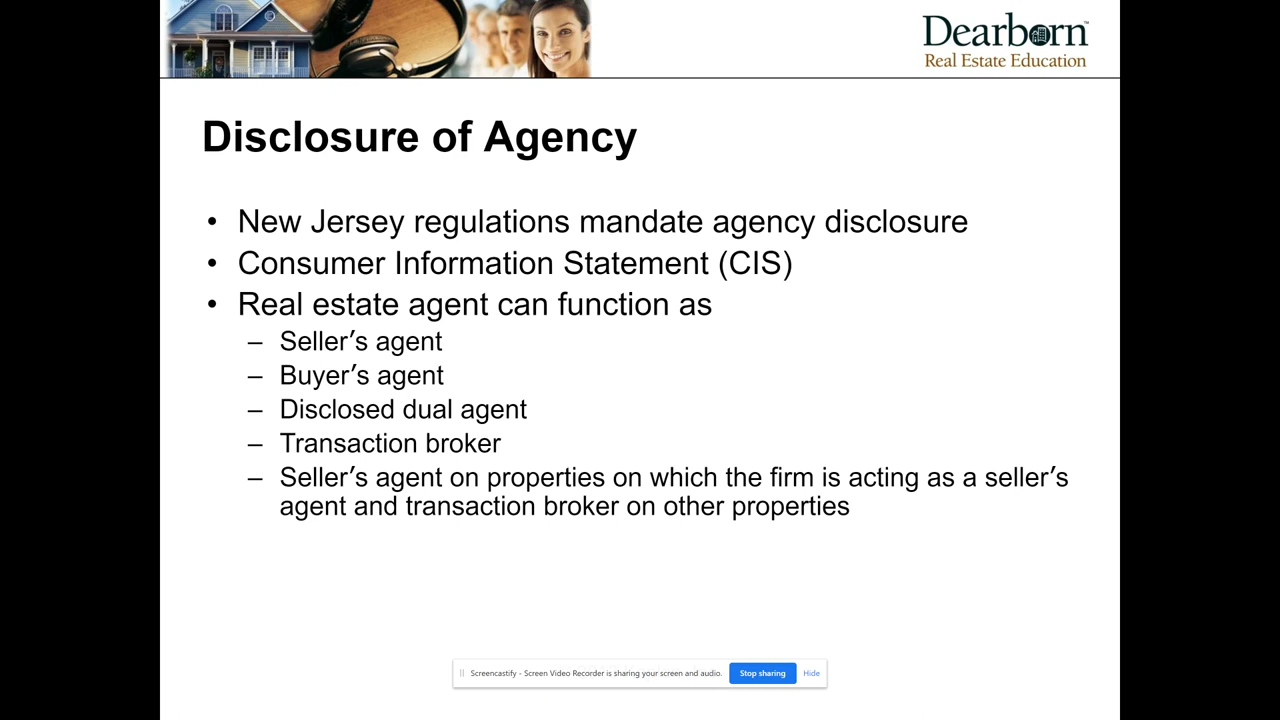 Dearborn™
Real Estate Education
Disclosure of Agency
• New Jersey regulations mandate agency disclosure
• Consumer Information Statement (CIS)
• Real estate agent can function as
– Seller’s agent
– Buyer’s agent
– Disclosed dual agent
– Transaction broker
– Seller’s agent on properties on which the firm is acting as a seller’s
agent and transaction broker on other properties
Screencastify - Screen Video Recorder is sharing your screen and audio. Stop sharing Hide